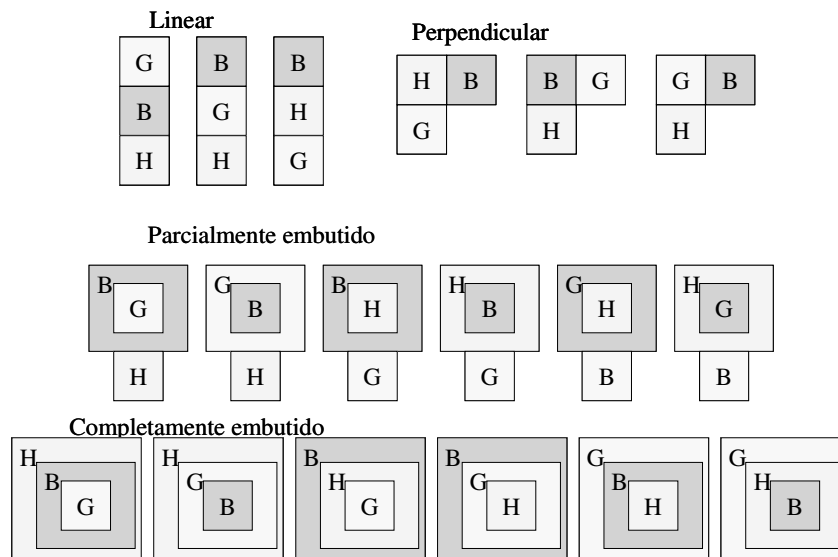 Linear
Perpendicular
G B B
B G H
H H G
H B B G G B
G H H
Parcialmente embutido
B G B H G H
G B H B H G
H H G G B B
Completamente embutido
H H B B G G
B G H G B H
G B G H H B